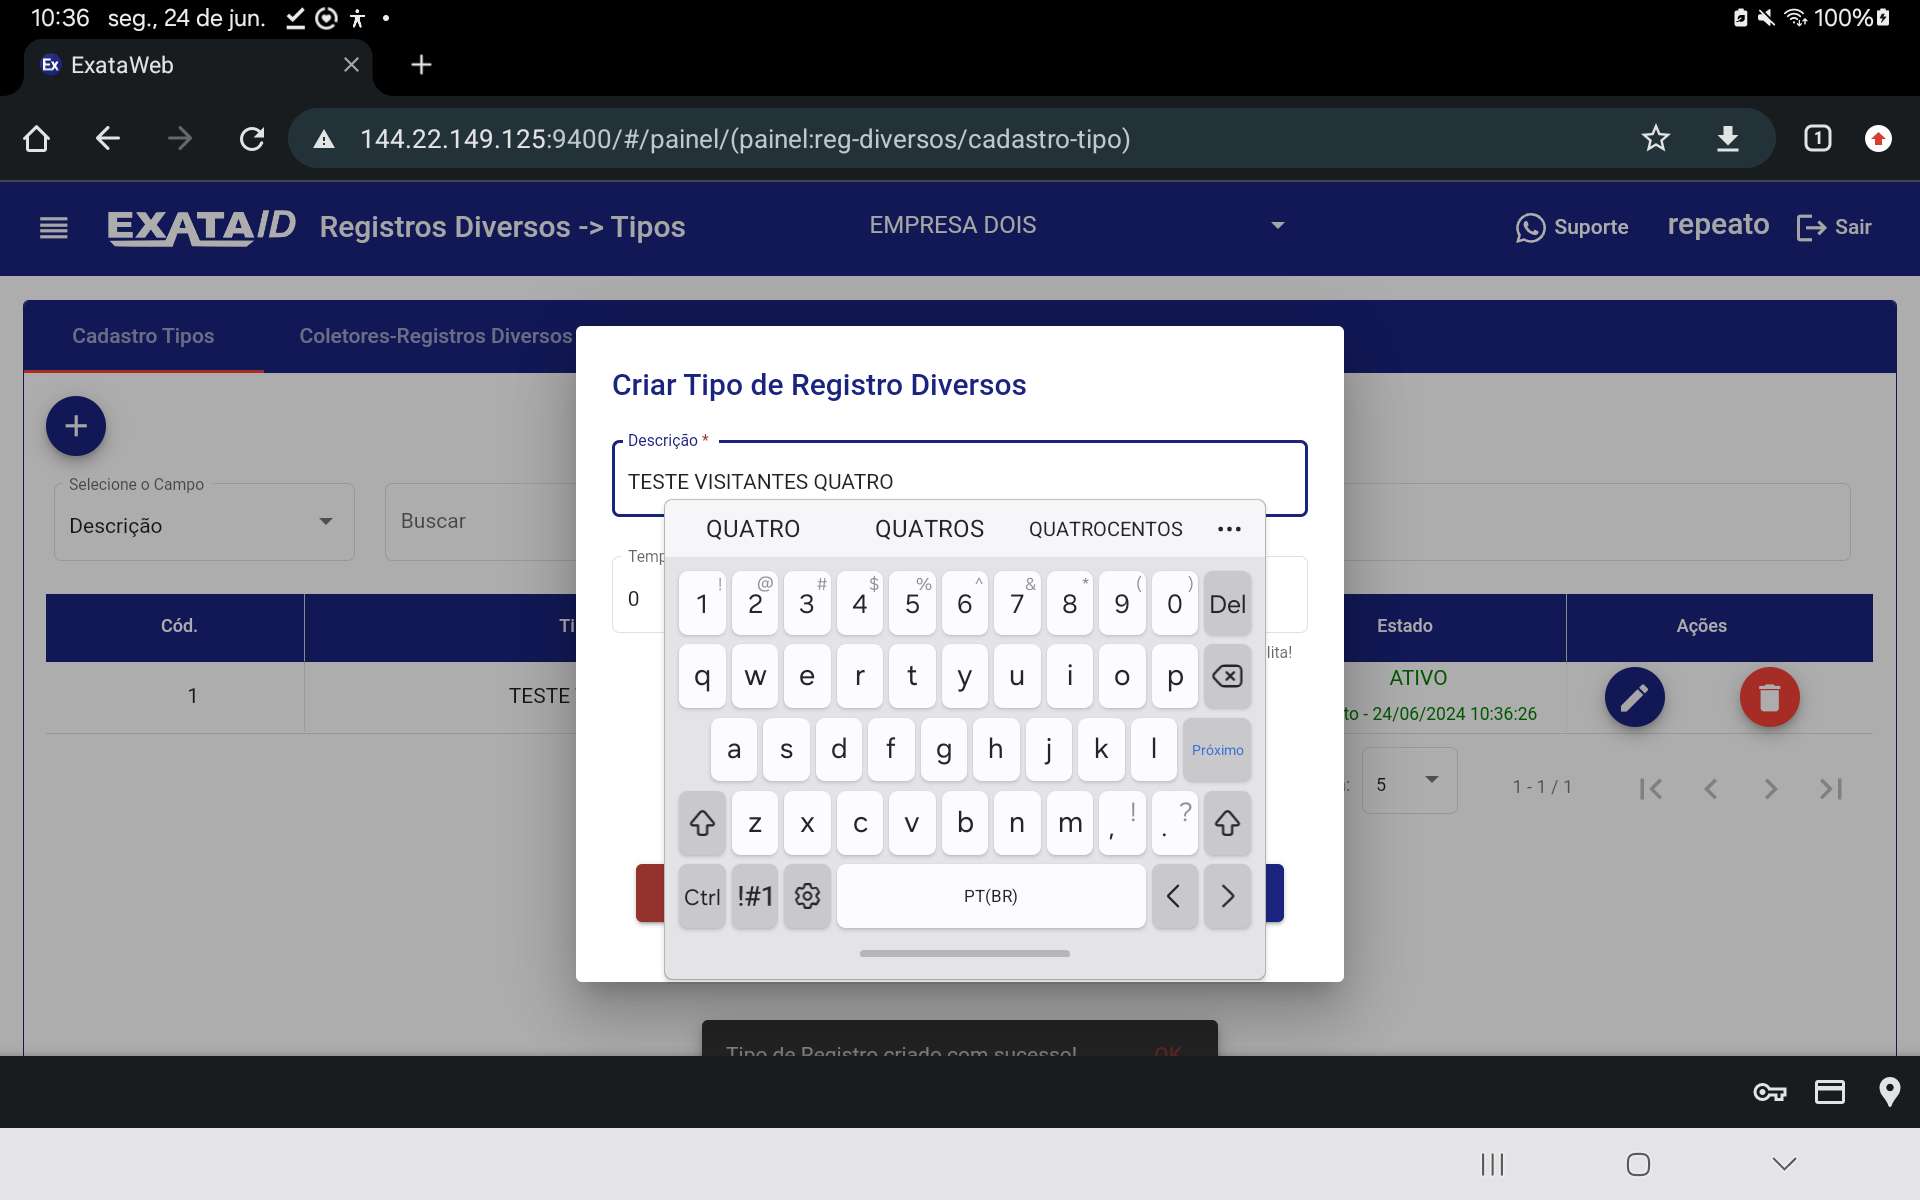 10:36 seg., 24 de jun.
100%
Ex ExataWeb
144.22.149.125:9400/#/painel/(painel:reg-diversos/cadastro-tipo)
1
EXATA ID Registros Diversos -> Tipos
EMPRESA DOIS
Suporte
repeato
Sair
Cadastro Tipos
Coletores-Registros Diversos
Criar Tipo de Registro Diversos
Descrição *
TESTE VISITANTES QUATRO
Selecione o Campo
Descrição
Buscar
QUATRO QUATROS QUATROCENTOS
Temp
0
! @ # $ % ^ & * ( )
1 2 3 4 5 6 7 8 9 0 Del
q w e r t y u i o p
a s d f g h j k l Próximo
z x c v b n m , ! . ?
Ctrl !#1 PT(BR) < >
lita!
Cód.
Ti
Estado
Ações
1
TESTE
ATIVO
to - 24/06/2024 10:36:26
5
1 - 1 / 1
Tipo de Registro criado com sucesso! OK